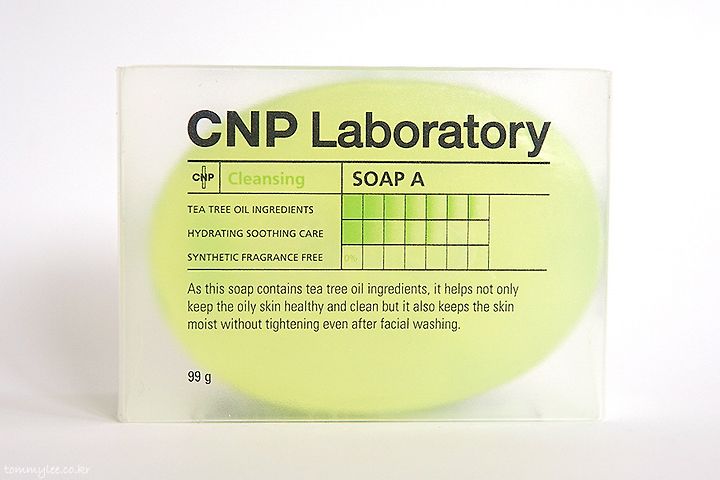 CNP Laboratory
CNP Cleansing SOAP A
TEA TREE OIL INGREDIENTS
HYDRATING SOOTHING CARE
SYNTHETIC FRAGRANCE FREE 0%
As this soap contains tea tree oil ingredients, it helps not only
keep the oily skin healthy and clean but it also keeps the skin
moist without tightening even after facial washing.
99 g
tommylee.co.kr